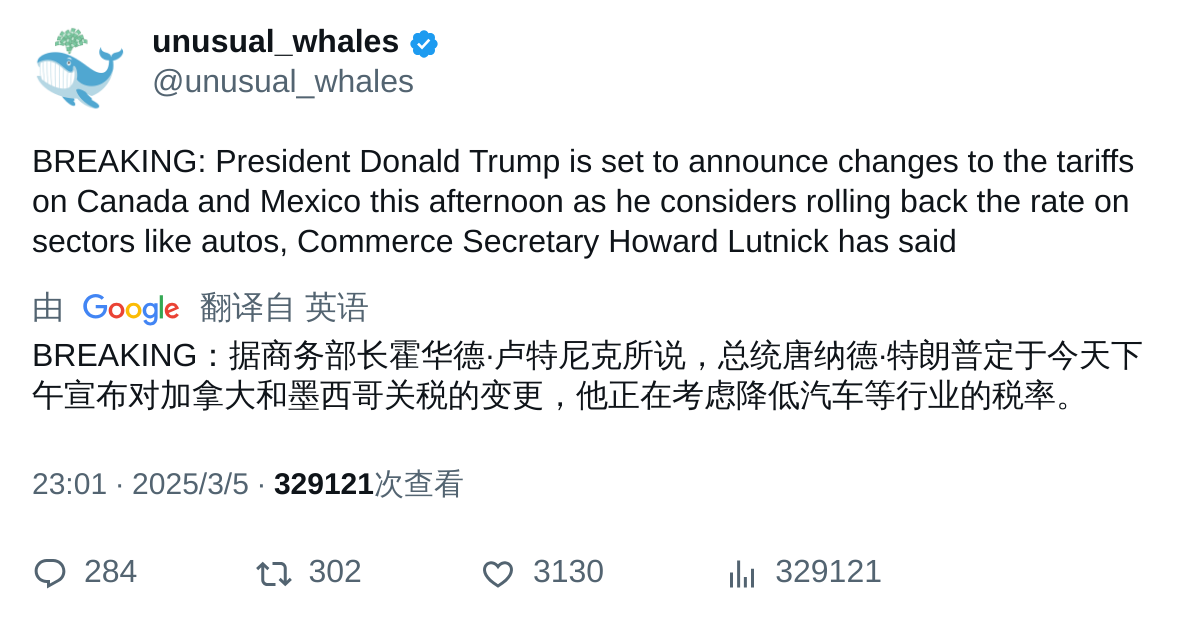 unusual_whales
@unusual_whales
BREAKING: President Donald Trump is set to announce changes to the tariffs
on Canada and Mexico this afternoon as he considers rolling back the rate on
sectors like autos, Commerce Secretary Howard Lutnick has said
由 Google 翻译自 英语
BREAKING：据商务部长霍华德·卢特尼克所说，总统唐纳德·特朗普定于今天下
午宣布对加拿大和墨西哥关税的变更，他正在考虑降低汽车等行业的税率。
23:01 · 2025/3/5 · 329121次查看
284 302 3130 329121